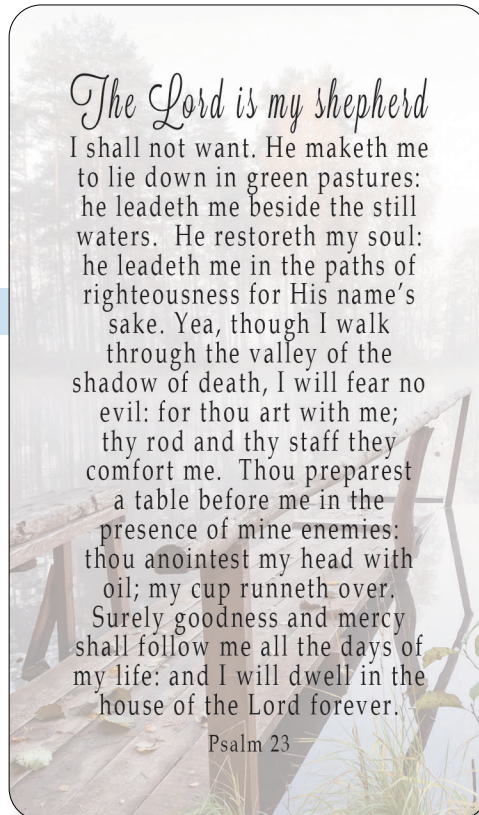 The Lord is my shepherd
I shall not want. He maketh me
to lie down in green pastures:
he leadeth me beside the still
waters.  He restoreth my soul:
he leadeth me in the paths of
righteousness for His name's
sake. Yea, though I walk
through the valley of the
shadow of death, I will fear no
evil: for thou art with me;
thy rod and thy staff they
comfort me.  Thou preparest
a table before me in the
presence of mine enemies:
thou anointest my head with
oil; my cup runneth over.
Surely goodness and mercy
shall follow me all the days of
my life: and I will dwell in the
house of the Lord forever.
Psalm 23